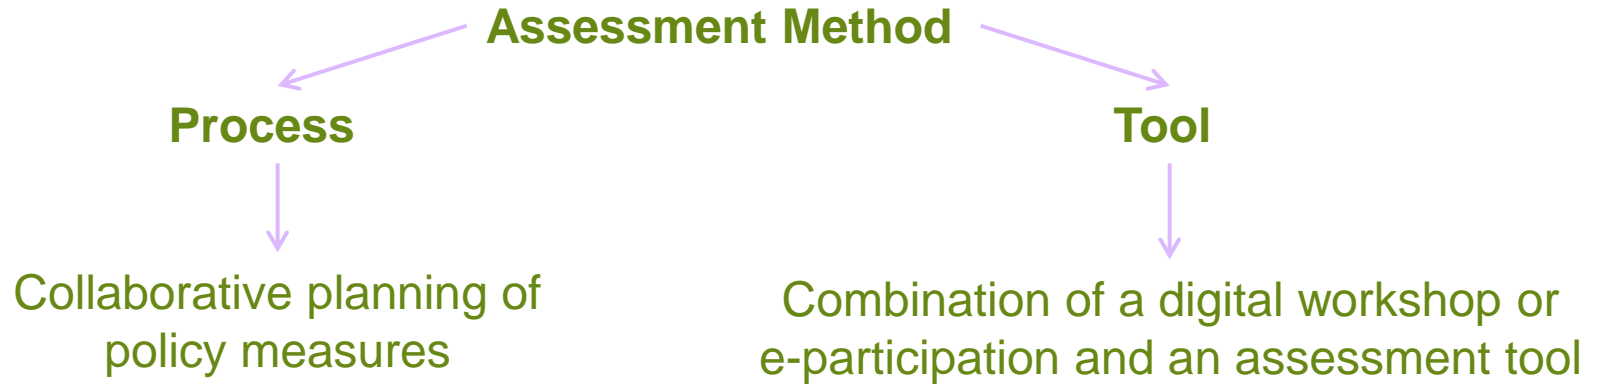 Assessment Method
Process
Tool
Collaborative planning of
policy measures
Combination of a digital workshop or
e-participation and an assessment tool